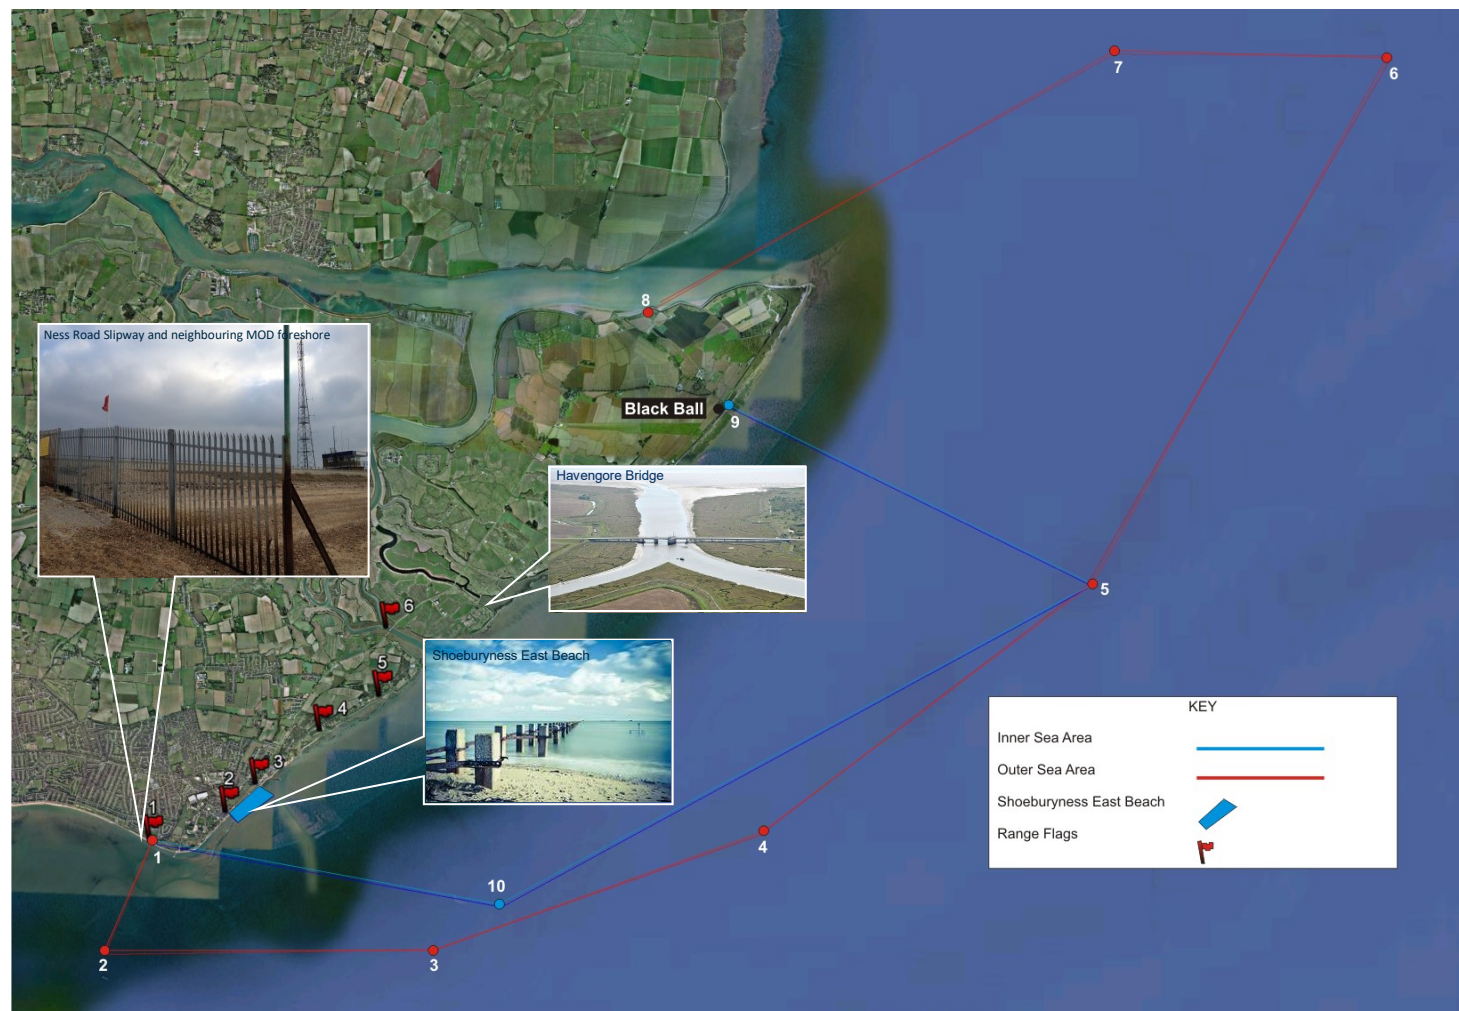 7
6
8
Ness Road Slipway and neighbouring MOD foreshore
Black Ball
9
Havengore Bridge
5
6
Shoeburyness East Beach
5
4
KEY
Inner Sea Area
Outer Sea Area
Shoeburyness East Beach
Range Flags
3
2
1
1
4
10
2
3